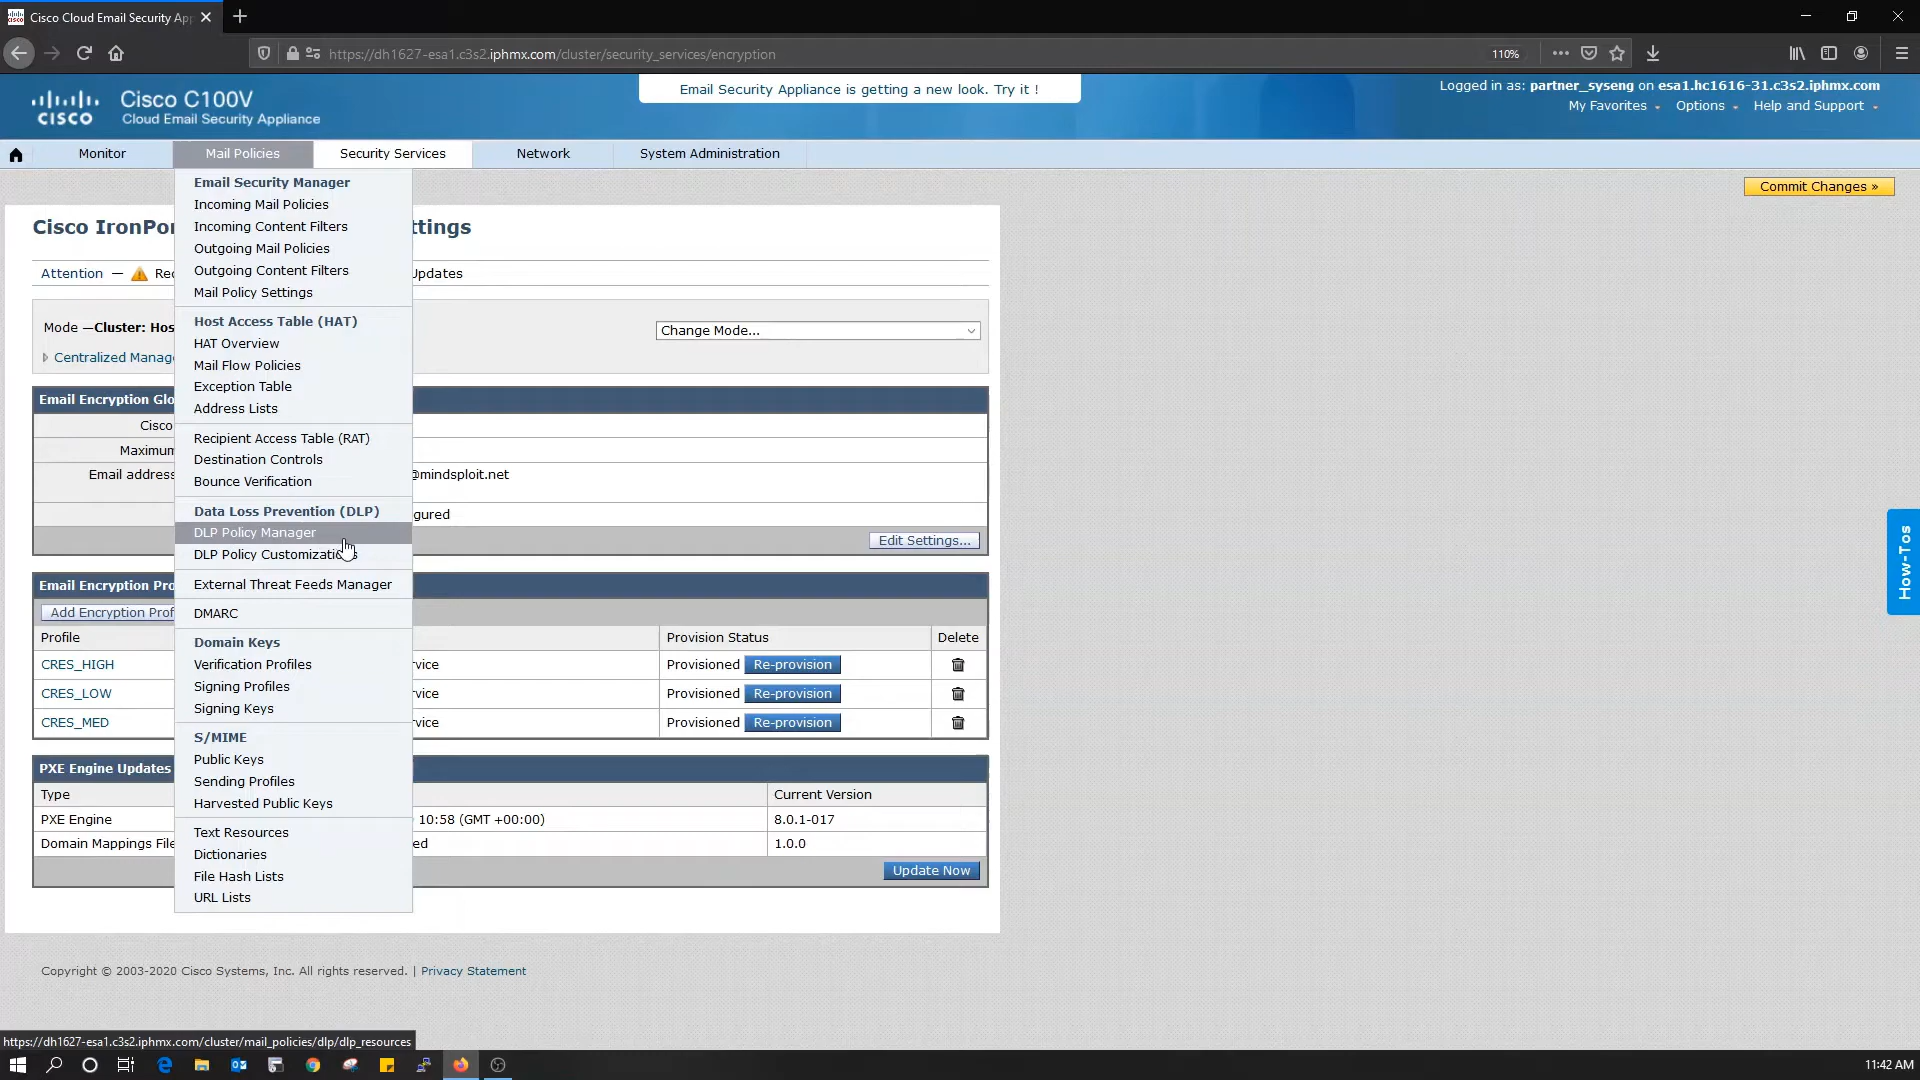 Cisco Cloud Email Security App
https://dh1627-esa1.c3s2.iphmx.com/cluster/security_services/encryption
110%
Email Security Appliance is getting a new look. Try it !
Logged in as: partner_syseng on esa1.hc1616-31.c3s2.iphmx.com
My Favorites Options Help and Support
CISCO
Cisco C100V
Cloud Email Security Appliance
Monitor Mail Policies Security Services Network System Administration
Commit Changes »
Email Security Manager
Incoming Mail Policies
Incoming Content Filters
Outgoing Mail Policies
Outgoing Content Filters
Mail Policy Settings
Host Access Table (HAT)
HAT Overview
Mail Flow Policies
Exception Table
Address Lists
Recipient Access Table (RAT)
Destination Controls
Bounce Verification
Data Loss Prevention (DLP)
DLP Policy Manager
DLP Policy Customizations
External Threat Feeds Manager
DMARC
Domain Keys
Verification Profiles
Signing Profiles
Signing Keys
S/MIME
Public Keys
Sending Profiles
Harvested Public Keys
Text Resources
Dictionaries
File Hash Lists
URL Lists
Cisco IronPor ttings
Attention — Rec Updates
Mode —Cluster: Hos
Change Mode...
Centralized Manage
Email Encryption Glo
Cisco
Maximum
Email address @mindsploit.net
gured
Edit Settings...
Email Encryption Pro
Add Encryption Prof
Profile Provision Status Delete
CRES_HIGH rvice Provisioned Re-provision
CRES_LOW rvice Provisioned Re-provision
CRES_MED rvice Provisioned Re-provision
PXE Engine Updates
Type Current Version
PXE Engine 10:58 (GMT +00:00) 8.0.1-017
Domain Mappings File ed 1.0.0
Update Now
How-Tos
Copyright © 2003-2020 Cisco Systems, Inc. All rights reserved. | Privacy Statement
https://dh1627-esa1.c3s2.iphmx.com/cluster/mail_policies/dlp/dlp_resources
11:42 AM